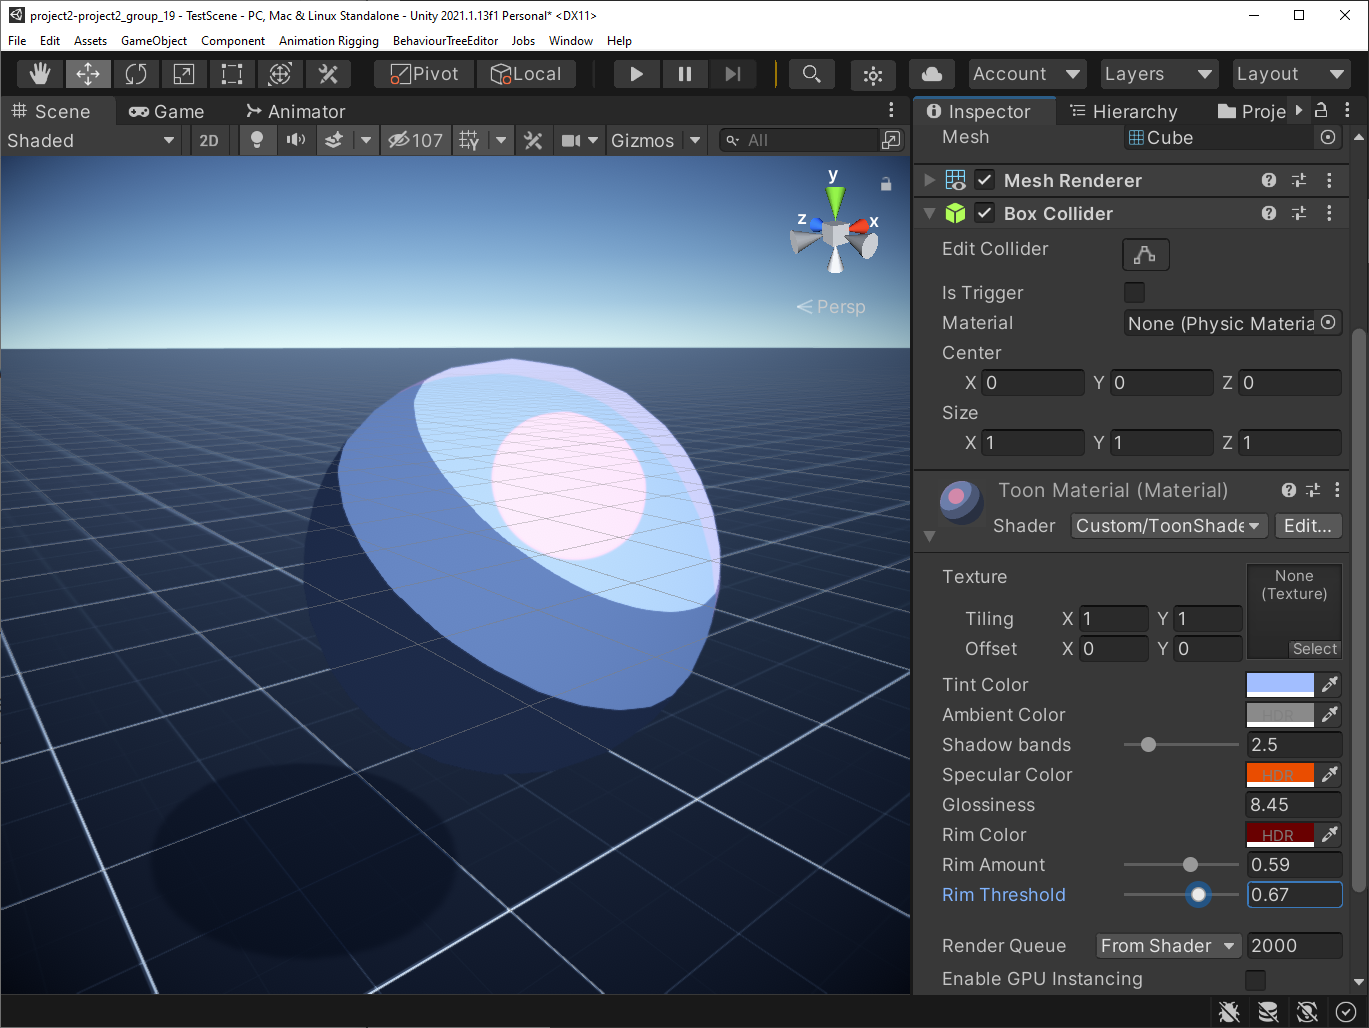 project2-project2_group_19 - TestScene - PC, Mac & Linux Standalone - Unity 2021.1.13f1 Personal* <DX11>
File Edit Assets GameObject Component Animation Rigging BehaviourTreeEditor Jobs Window Help
Pivot Local Account Layers Layout
Scene Game Animator
Shaded 2D 107 Gizmos All
y
z x
Persp
Inspector Hierarchy Proje
Mesh Cube
Mesh Renderer
Box Collider
Edit Collider
Is Trigger
Material None (Physic Materia
Center
X 0 Y 0 Z 0
Size
X 1 Y 1 Z 1
Toon Material (Material)
Shader Custom/ToonShade Edit...
Texture None
(Texture)
Tiling X 1 Y 1
Offset X 0 Y 0 Select
Tint Color
Ambient Color HDR
Shadow bands 2.5
Specular Color HDR
Glossiness 8.45
Rim Color HDR
Rim Amount 0.59
Rim Threshold 0.67
Render Queue From Shader 2000
Enable GPU Instancing